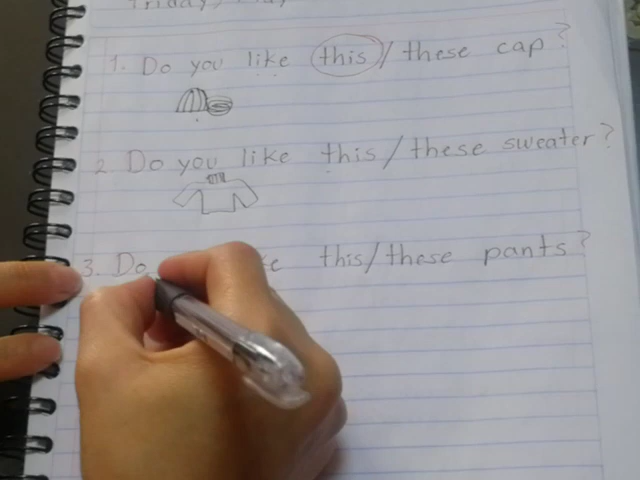 1. Do you like this / these cap?
2 Do you like this / these sweater?
3. Do this/these pants?